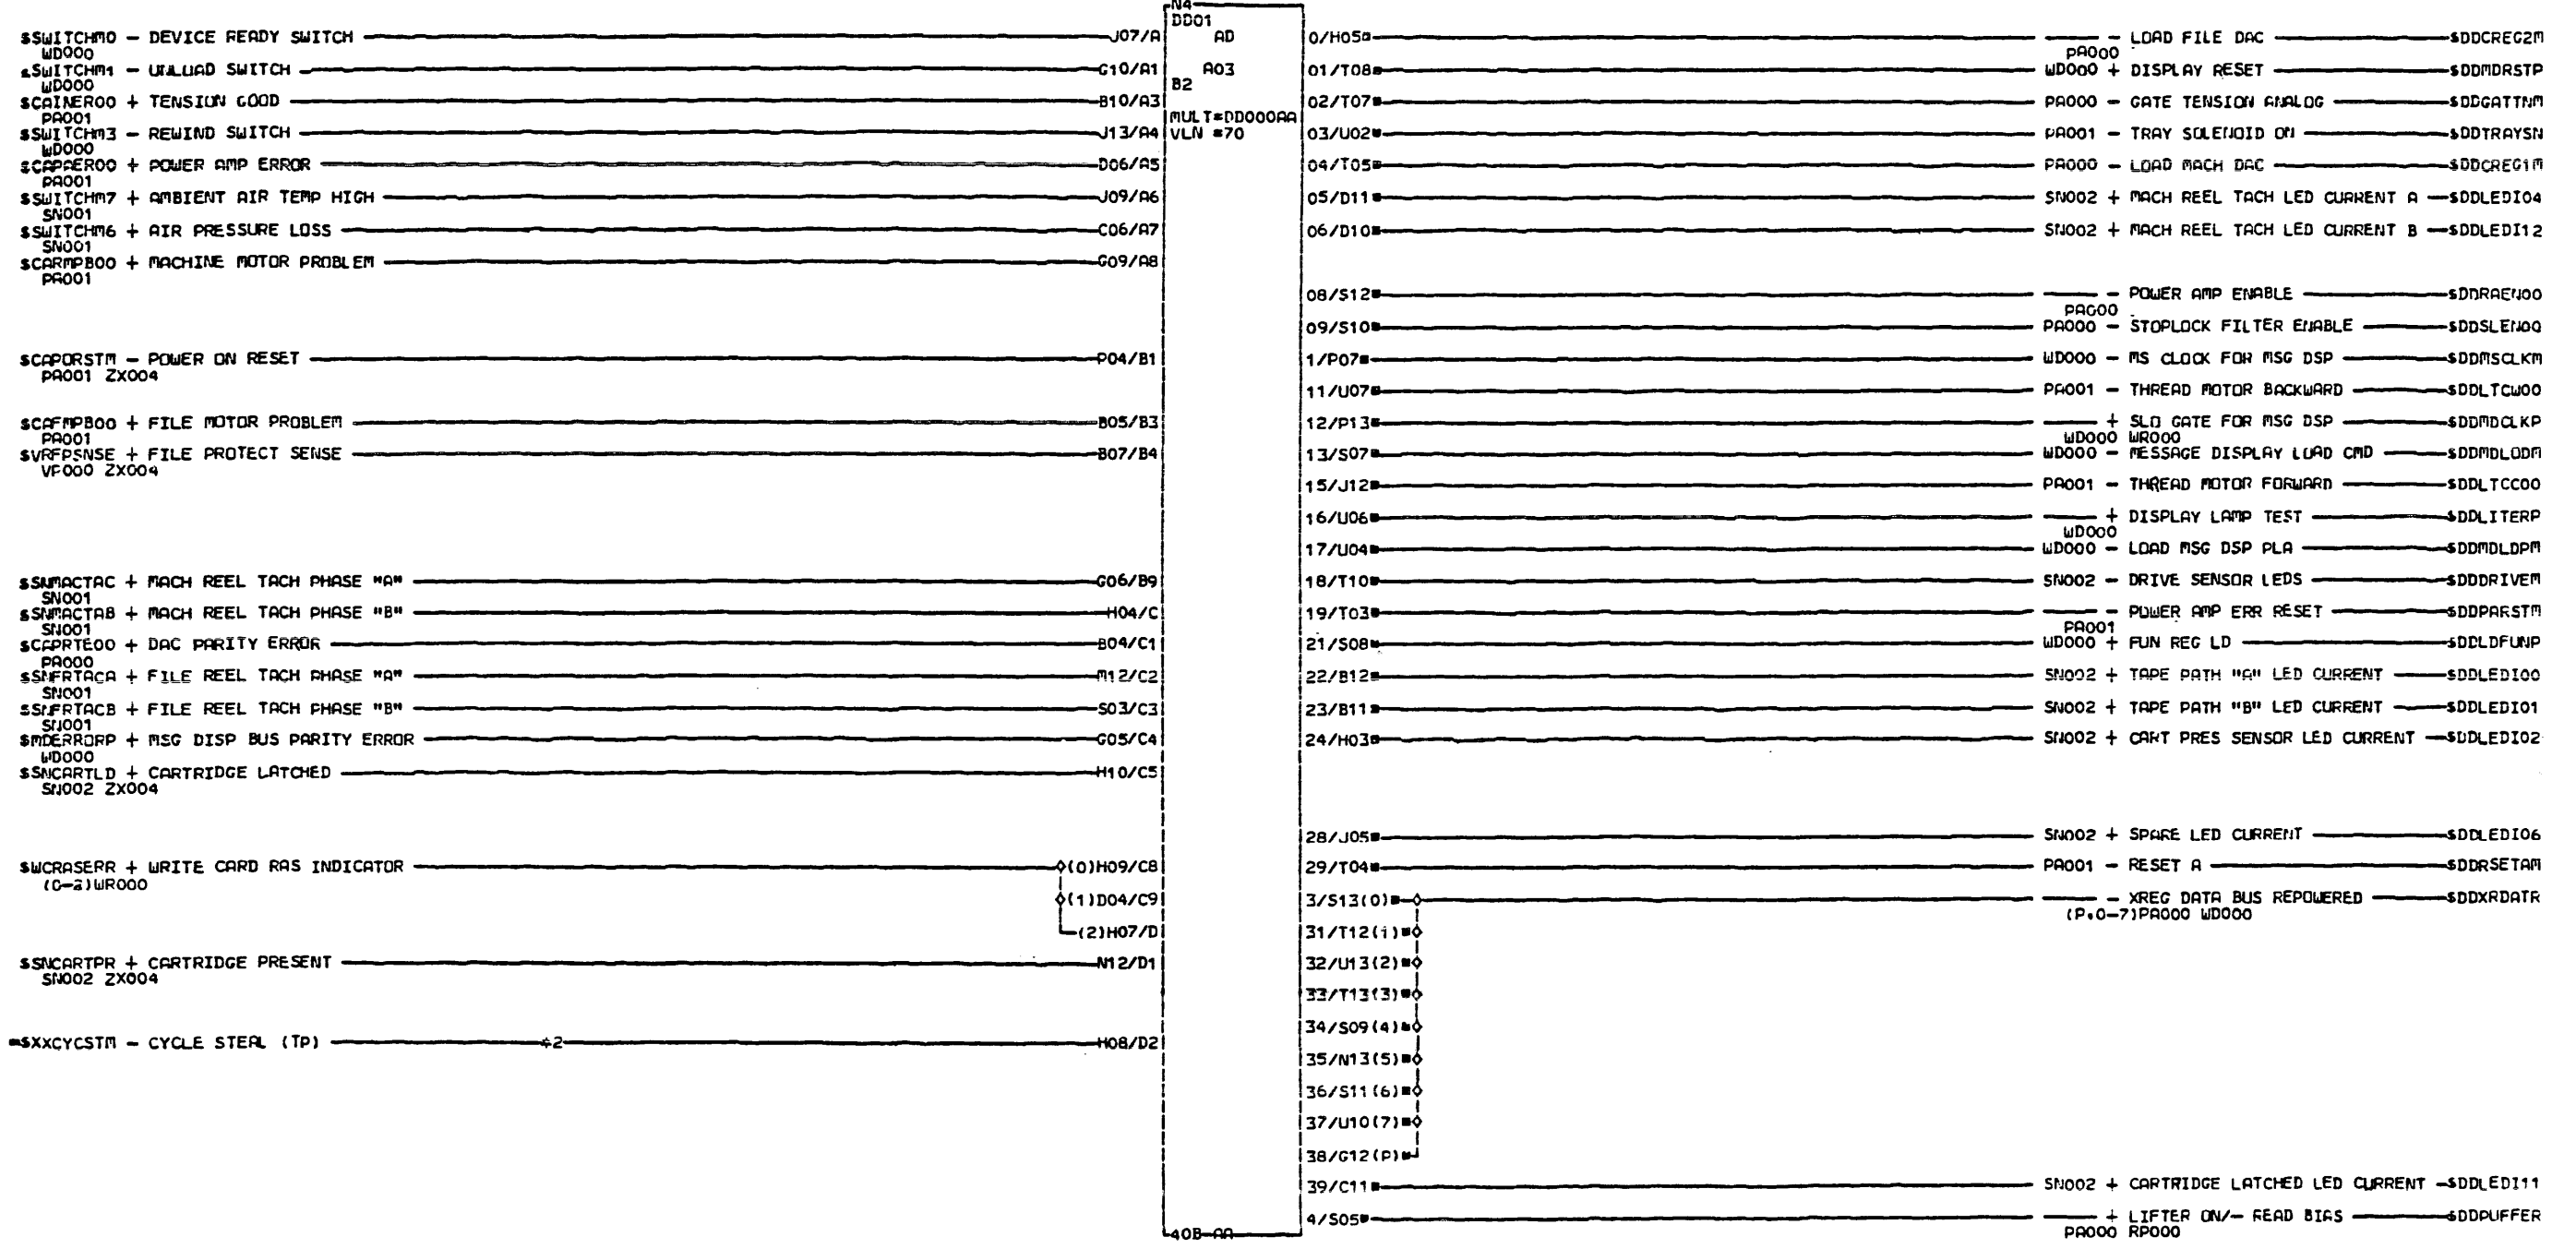 $SWITCHM0 - DEVICE READY SWITCH J07/A
WD000
$SWITCHM1 - UNLOAD SWITCH G10/A1
WD000
$CAINER00 + TENSION GOOD B10/A3
PA001
$SWITCHM3 - REWIND SWITCH J13/A4
WD000
$CAPAER00 + POWER AMP ERROR D06/A5
PA001
$SWITCHM7 + AMBIENT AIR TEMP HIGH J09/A6
SN001
$SWITCHM6 + AIR PRESSURE LOSS C06/A7
SN001
$CARMPB00 + MACHINE MOTOR PROBLEM G09/A8
PA001
$CAPORSTM - POWER ON RESET P04/B1
PA001 ZX004
$CAFMPB00 + FILE MOTOR PROBLEM B05/B3
PA001
$VRFPSNSE + FILE PROTECT SENSE B07/B4
VP000 ZX004
$SNMACTAC + MACH REEL TACH PHASE "A" G06/B9
SN001
$SNMACTAB + MACH REEL TACH PHASE "B" H04/C
SN001
$CCPRTE00 + DAC PARITY ERROR B04/C1
PA000
$SNFRTACA + FILE REEL TACH PHASE "A" M12/C2
SN001
$SNFRTACB + FILE REEL TACH PHASE "B" S03/C3
SN001
$MDERRORP + MSG DISP BUS PARITY ERROR G05/C4
WD000
$SNCARTLD + CARTRIDGE LATCHED H10/C5
SN002 ZX004
$WCRASERR + WRITE CARD RAS INDICATOR (0)H09/C8
(0-2)WR000
(1)D04/C9
(2)H07/D
$SNCARTPR + CARTRIDGE PRESENT N12/D1
SN002 ZX004
$XXCYCSTM - CYCLE STEAL (TP) +2 H08/D2
N4
DD01
AD
A03
B2
MULT=DD000AA
VLN =70
40B-AA
0/H05 - LOAD FILE DAC $DDCREG2M
PA000
01/T08 WD000 + DISPLAY RESET $DDMDRSTP
02/T07 PA000 - GATE TENSION ANALOG $DDGATTNM
03/U02 PA001 - TRAY SOLENOID ON $DDTRAYSN
04/T05 PA000 - LOAD MACH DAC $DDCREG1M
05/D11 SN002 + MACH REEL TACH LED CURRENT A $DDLEDI04
06/D10 SN002 + MACH REEL TACH LED CURRENT B $DDLEDI12
08/S12 - POWER AMP ENABLE $DDRAEN00
PA000
09/S10 PA000 - STOPLOCK FILTER ENABLE $DDSLEN00
1/P07 WD000 - MS CLOCK FOR MSG DSP $DDMSCLKM
11/U07 PA001 - THREAD MOTOR BACKWARD $DDLTCW00
12/P13 + SLD GATE FOR MSG DSP $DDMDCLKP
WD000 WR000
13/S07 WD000 - MESSAGE DISPLAY LOAD CMD $DDMDLODM
15/J12 PA001 - THREAD MOTOR FORWARD $DDLTCC00
16/U06 + DISPLAY LAMP TEST $DDLITERP
WD000
17/U04 WD000 - LOAD MSG DSP PLA $DDMDLDPM
18/T10 SN002 - DRIVE SENSOR LEDS $DDDRIVEM
19/T03 - POWER AMP ERR RESET $DDPARSTM
PA001
21/S08 WD000 + FUN REG LD $DDLDFUNP
22/B12 SN002 + TAPE PATH "A" LED CURRENT $DDLEDI00
23/B11 SN002 + TAPE PATH "B" LED CURRENT $DDLEDI01
24/H03 SN002 + CART PRES SENSOR LED CURRENT $DDLEDI02
28/J05 SN002 + SPARE LED CURRENT $DDLEDI06
29/T04 PA001 - RESET A $DDRSETAM
3/S13(0) - XREG DATA BUS REPOWERED $DDXRDATR
(P,0-7)PA000 WD000
31/T12(1)
32/U13(2)
33/T13(3)
34/S09(4)
35/N13(5)
36/S11(6)
37/U10(7)
38/G12(P)
39/C11 SN002 + CARTRIDGE LATCHED LED CURRENT $DDLEDI11
4/S05 + LIFTER ON/- READ BIAS $DDPUFFER
PA000 RP000